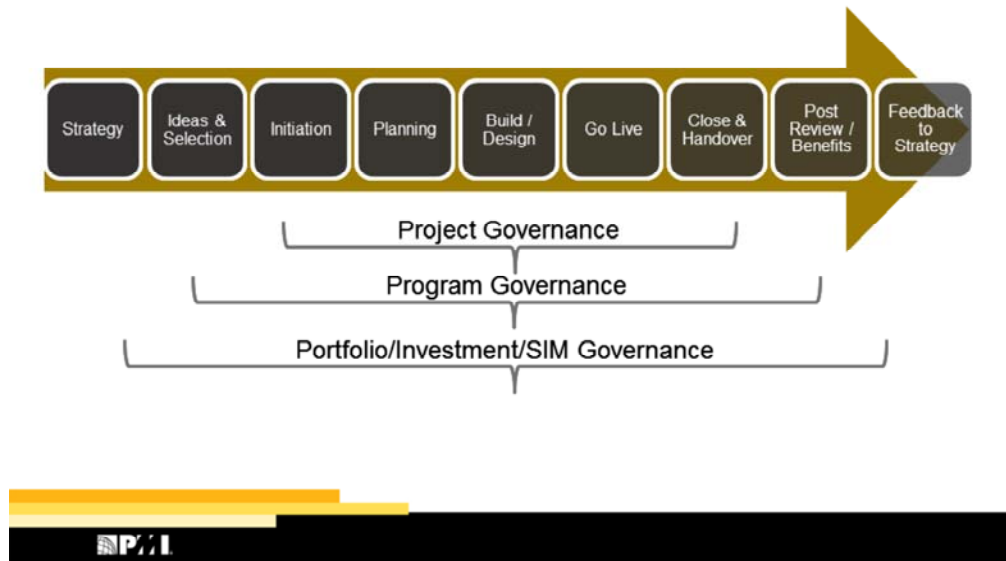 Strategy
Ideas &
Selection
Initiation
Planning
Build /
Design
Go Live
Close &
Handover
Post
Review /
Benefits
Feedback
to
Strategy
Project Governance
Program Governance
Portfolio/Investment/SIM Governance
PMI